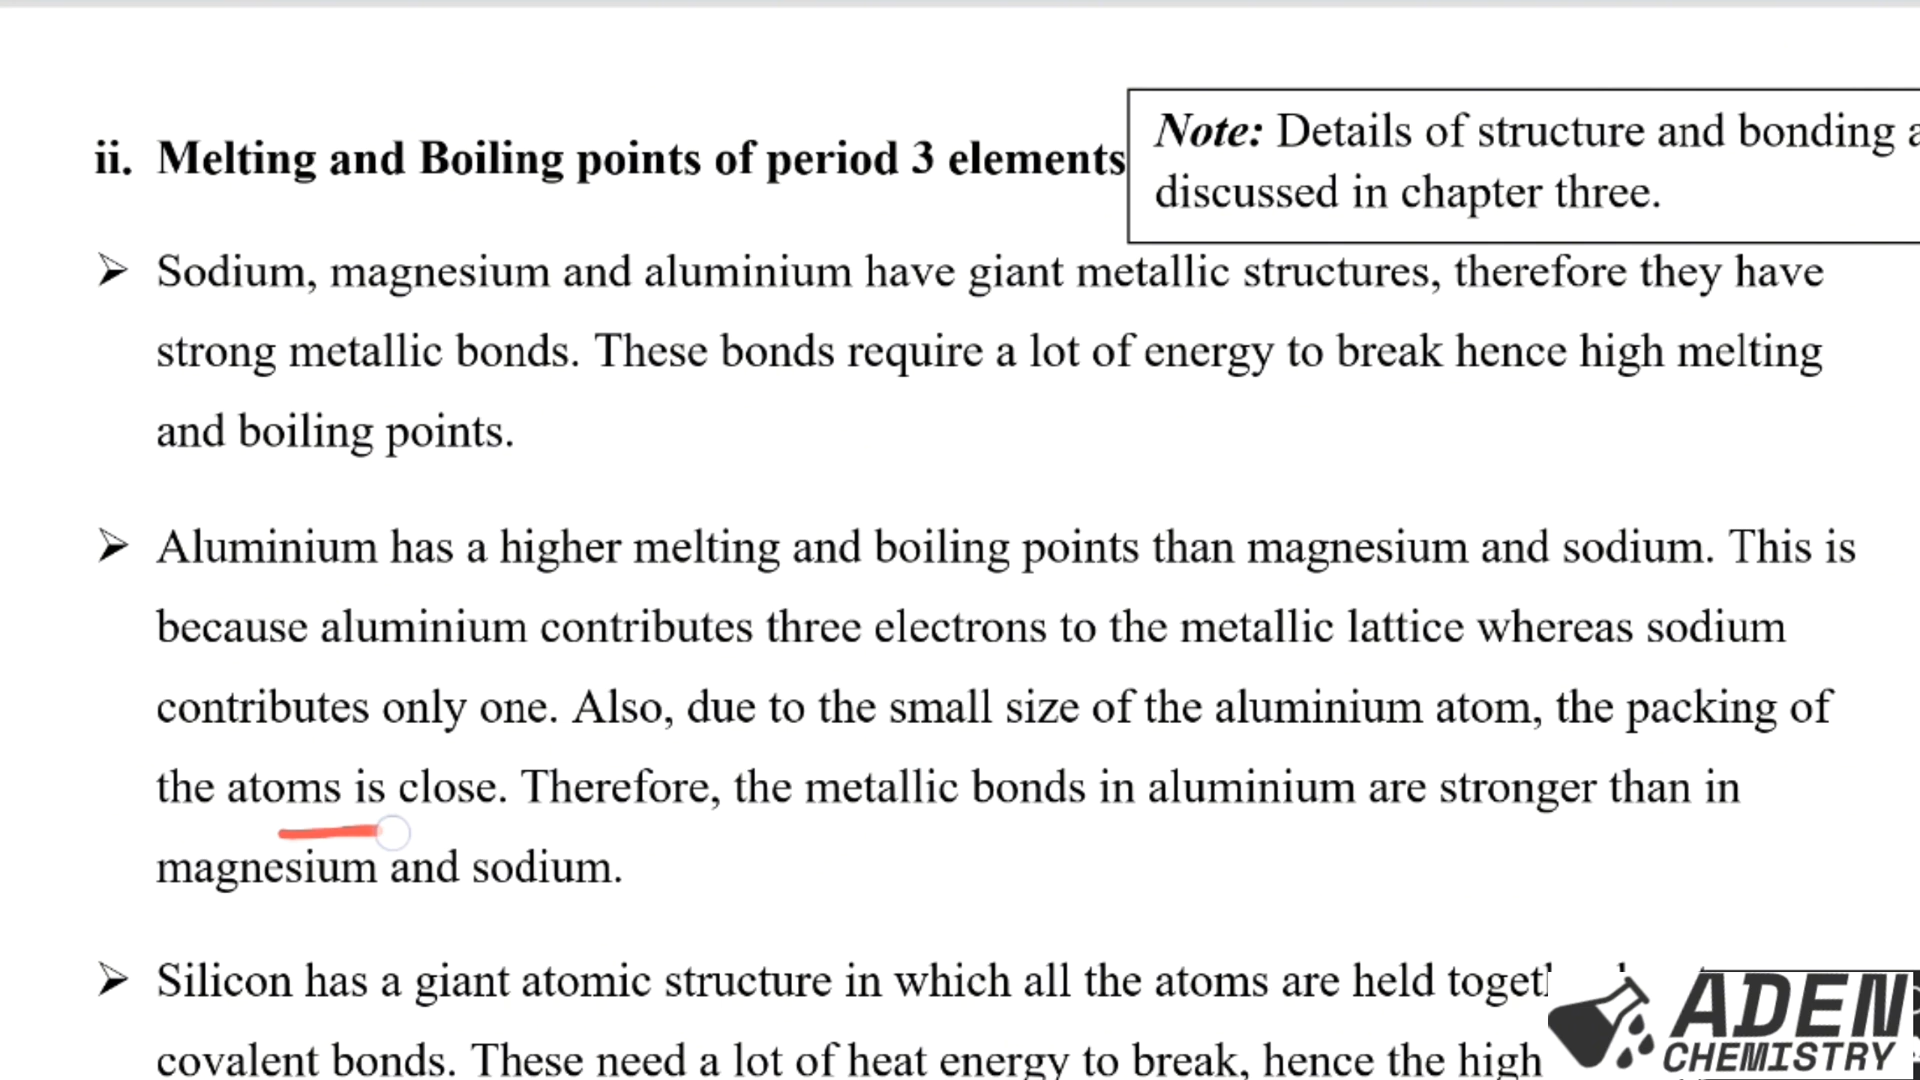 ii. Melting and Boiling points of period 3 elements
Note: Details of structure and bonding
discussed in chapter three.
➢ Sodium, magnesium and aluminium have giant metallic structures, therefore they have
strong metallic bonds. These bonds require a lot of energy to break hence high melting
and boiling points.
➢ Aluminium has a higher melting and boiling points than magnesium and sodium. This is
because aluminium contributes three electrons to the metallic lattice whereas sodium
contributes only one. Also, due to the small size of the aluminium atom, the packing of
the atoms is close. Therefore, the metallic bonds in aluminium are stronger than in
magnesium and sodium.
➢ Silicon has a giant atomic structure in which all the atoms are held
covalent bonds. These need a lot of heat energy to break, hence the high
ADEN
CHEMISTRY